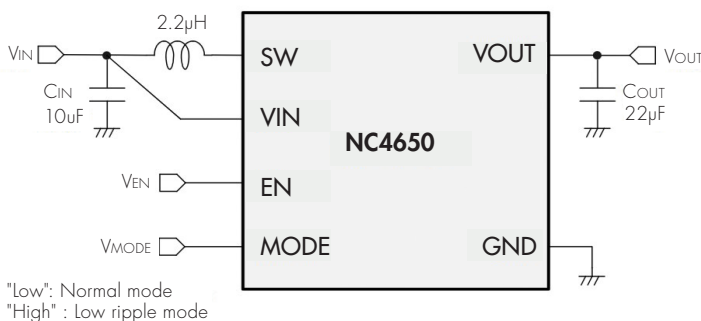 2.2µH
VIN
SW
VOUT
VOUT
CIN
10uF
COUT
22µF
VIN
NC4650
VEN
EN
VMODE
MODE
GND
"Low": Normal mode
"High" : Low ripple mode